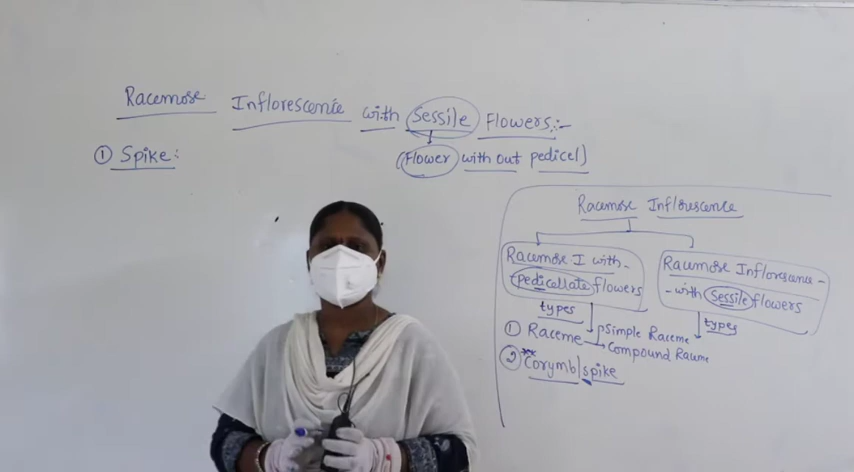 Racemose Inflorescence with Sessile Flowers:-
(Flower with out pedicel)
① Spike:
Racemose Inflorescence
Racemose I with-
pedicellate flowers
types
① Raceme → Simple Raceme
→ Compound Raceme
② **Corymb/spike
Racemose Inflorescence-
-with Sessile flowers
types